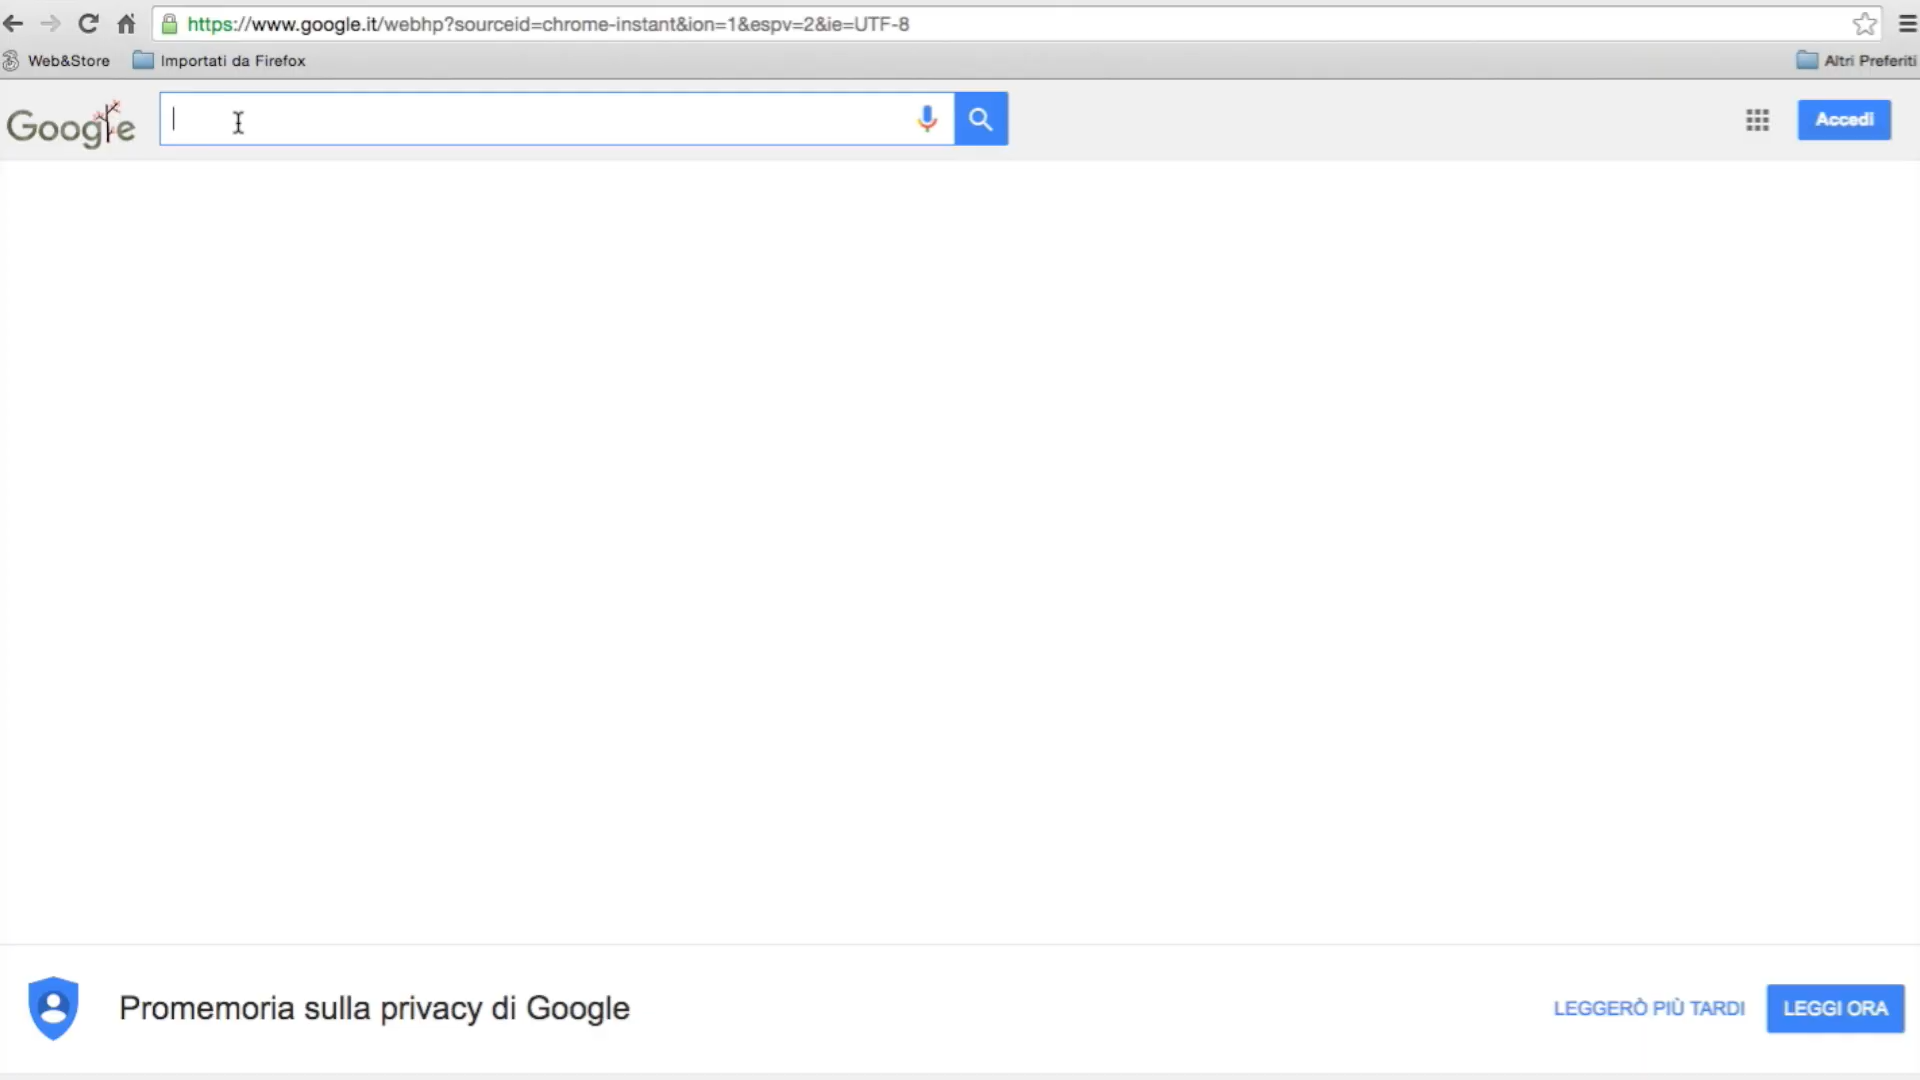 https://www.google.it/webhp?sourceid=chrome-instant&ion=1&espv=2&ie=UTF-8
Web&Store Importati da Firefox Altri Preferiti
Google Accedi
Promemoria sulla privacy di Google LEGGERÒ PIÙ TARDI LEGGI ORA